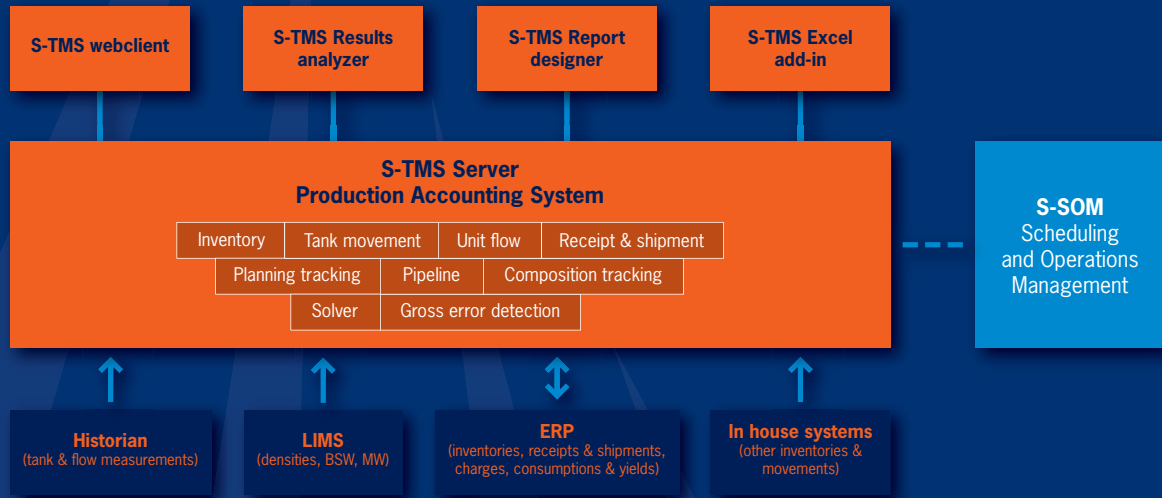 S-TMS webclient
S-TMS Results
analyzer
S-TMS Report
designer
S-TMS Excel
add-in
S-TMS Server
Production Accounting System
Inventory
Tank movement
Unit flow
Receipt & shipment
Planning tracking
Pipeline
Composition tracking
Solver
Gross error detection
S-SOM
Scheduling
and Operations
Management
Historian
(tank & flow measurements)
LIMS
(densities, BSW, MW)
ERP
(inventories, receipts & shipments,
charges, consumptions & yields)
In house systems
(other inventories &
movements)